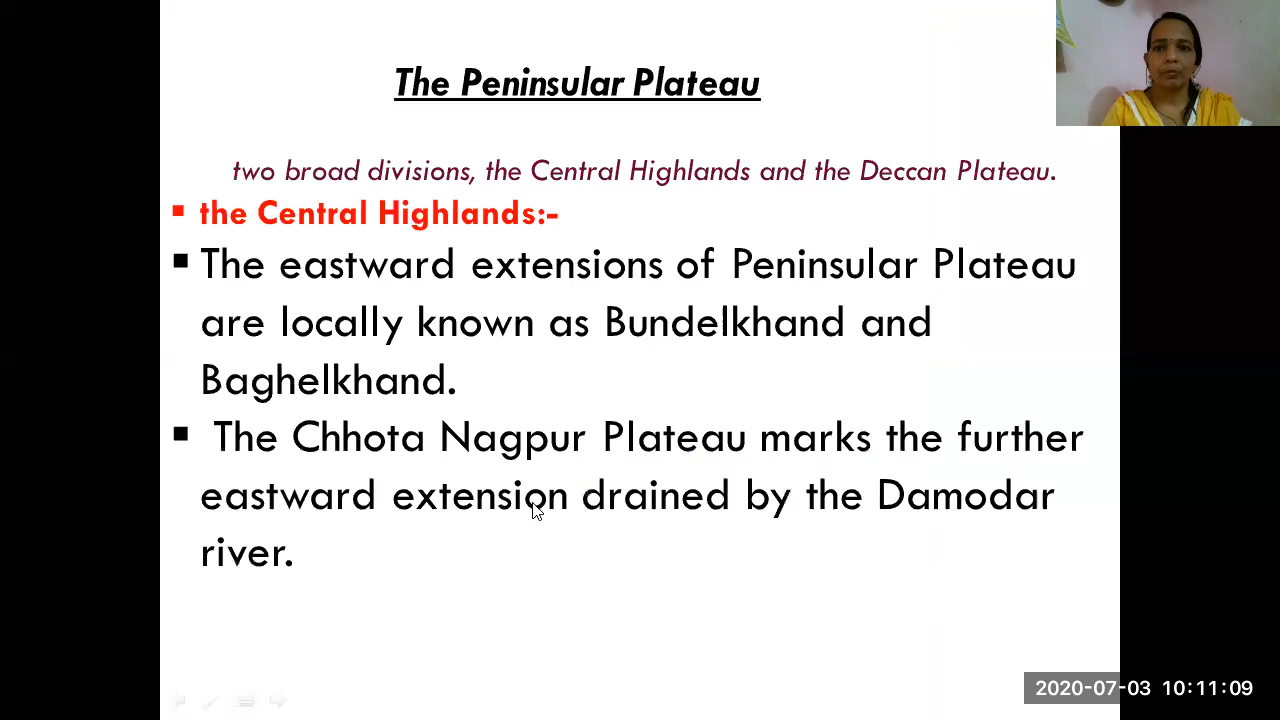 The Peninsular Plateau
two broad divisions, the Central Highlands and the Deccan Plateau.
▪ the Central Highlands:-
▪ The eastward extensions of Peninsular Plateau
are locally known as Bundelkhand and
Baghelkhand.
▪ The Chhota Nagpur Plateau marks the further
eastward extension drained by the Damodar
river.
2020-07-03 10:11:09